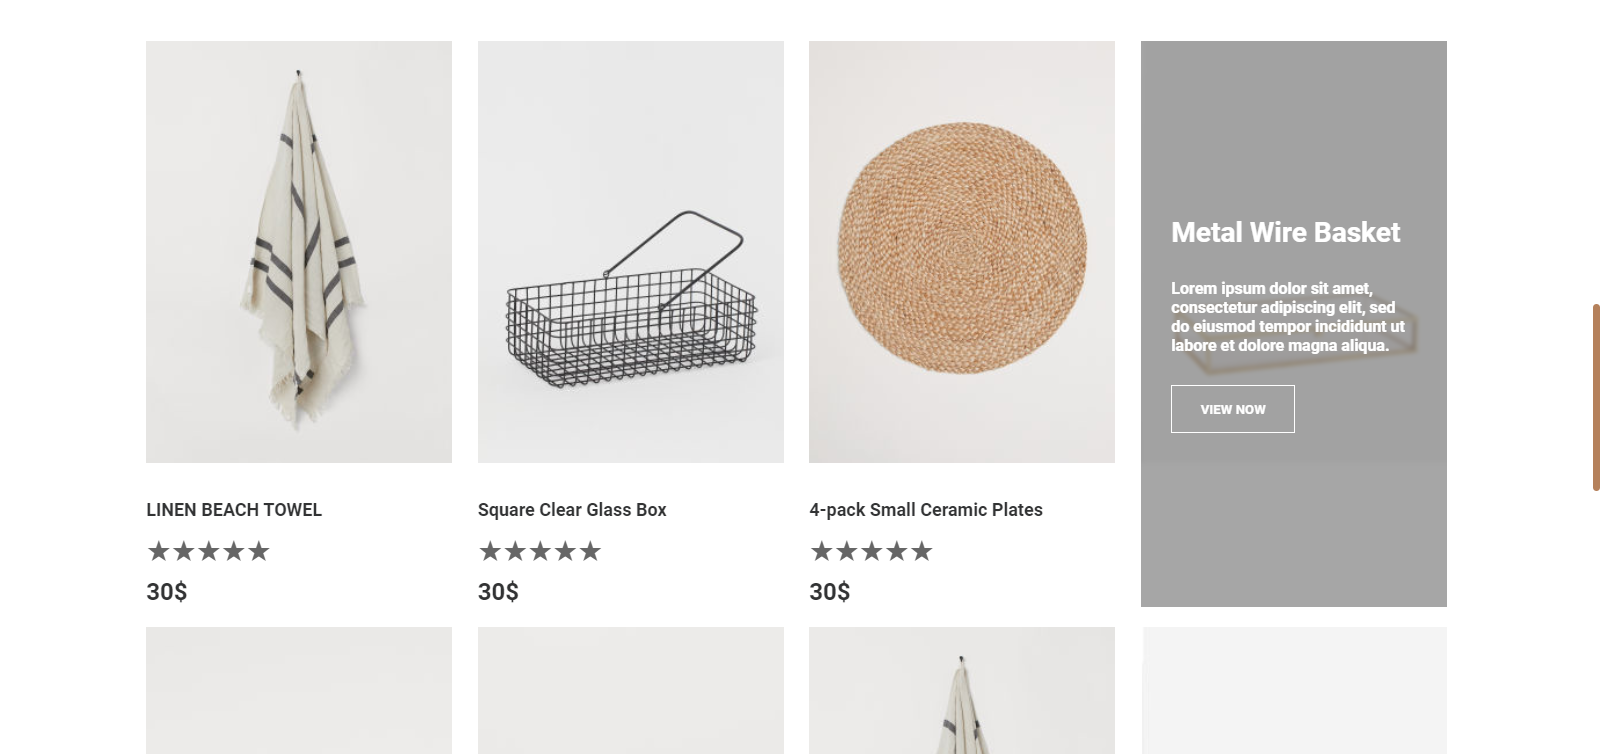 LINEN BEACH TOWEL
★★★★★
30$
Square Clear Glass Box
★★★★★
30$
4-pack Small Ceramic Plates
★★★★★
30$
Metal Wire Basket
Lorem ipsum dolor sit amet,
consectetur adipiscing elit, sed
do eiusmod tempor incididunt ut
labore et dolore magna aliqua.
VIEW NOW